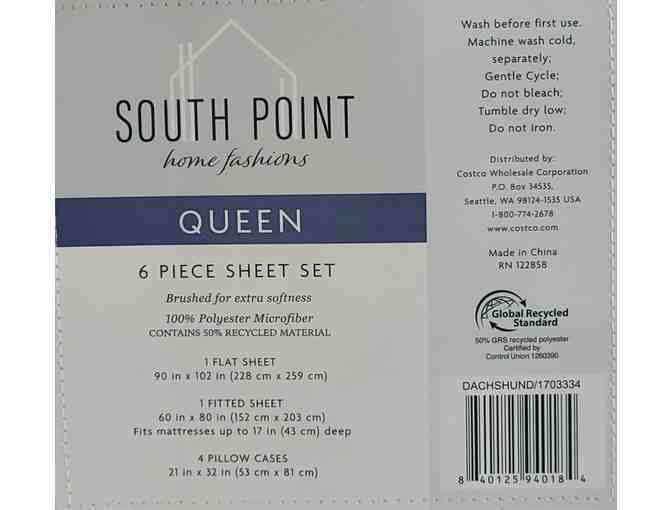 SOUTH POINT
home fashions
QUEEN
6 PIECE SHEET SET
Brushed for extra softness
100% Polyester Microfiber
CONTAINS 50% RECYCLED MATERIAL
1 FLAT SHEET
90 in x 102 in (228 cm x 259 cm)
1 FITTED SHEET
60 in x 80 in (152 cm x 203 cm)
Fits mattresses up to 17 in (43 cm) deep
4 PILLOW CASES
21 in x 32 in (53 cm x 81 cm)
Wash before first use.
Machine wash cold,
separately;
Gentle Cycle;
Do not bleach;
Tumble dry low;
Do not Iron.
Distributed by:
Costco Wholesale Corporation
P.O. Box 34535,
Seattle, WA 98124-1535 USA
1-800-774-2678
www.costco.com
Made in China
RN 122858
Global Recycled
Standard
50% GRS recycled polyester
Certified by
Control Union 1260390
DACHSHUND/1703334
8 40125 94018 4